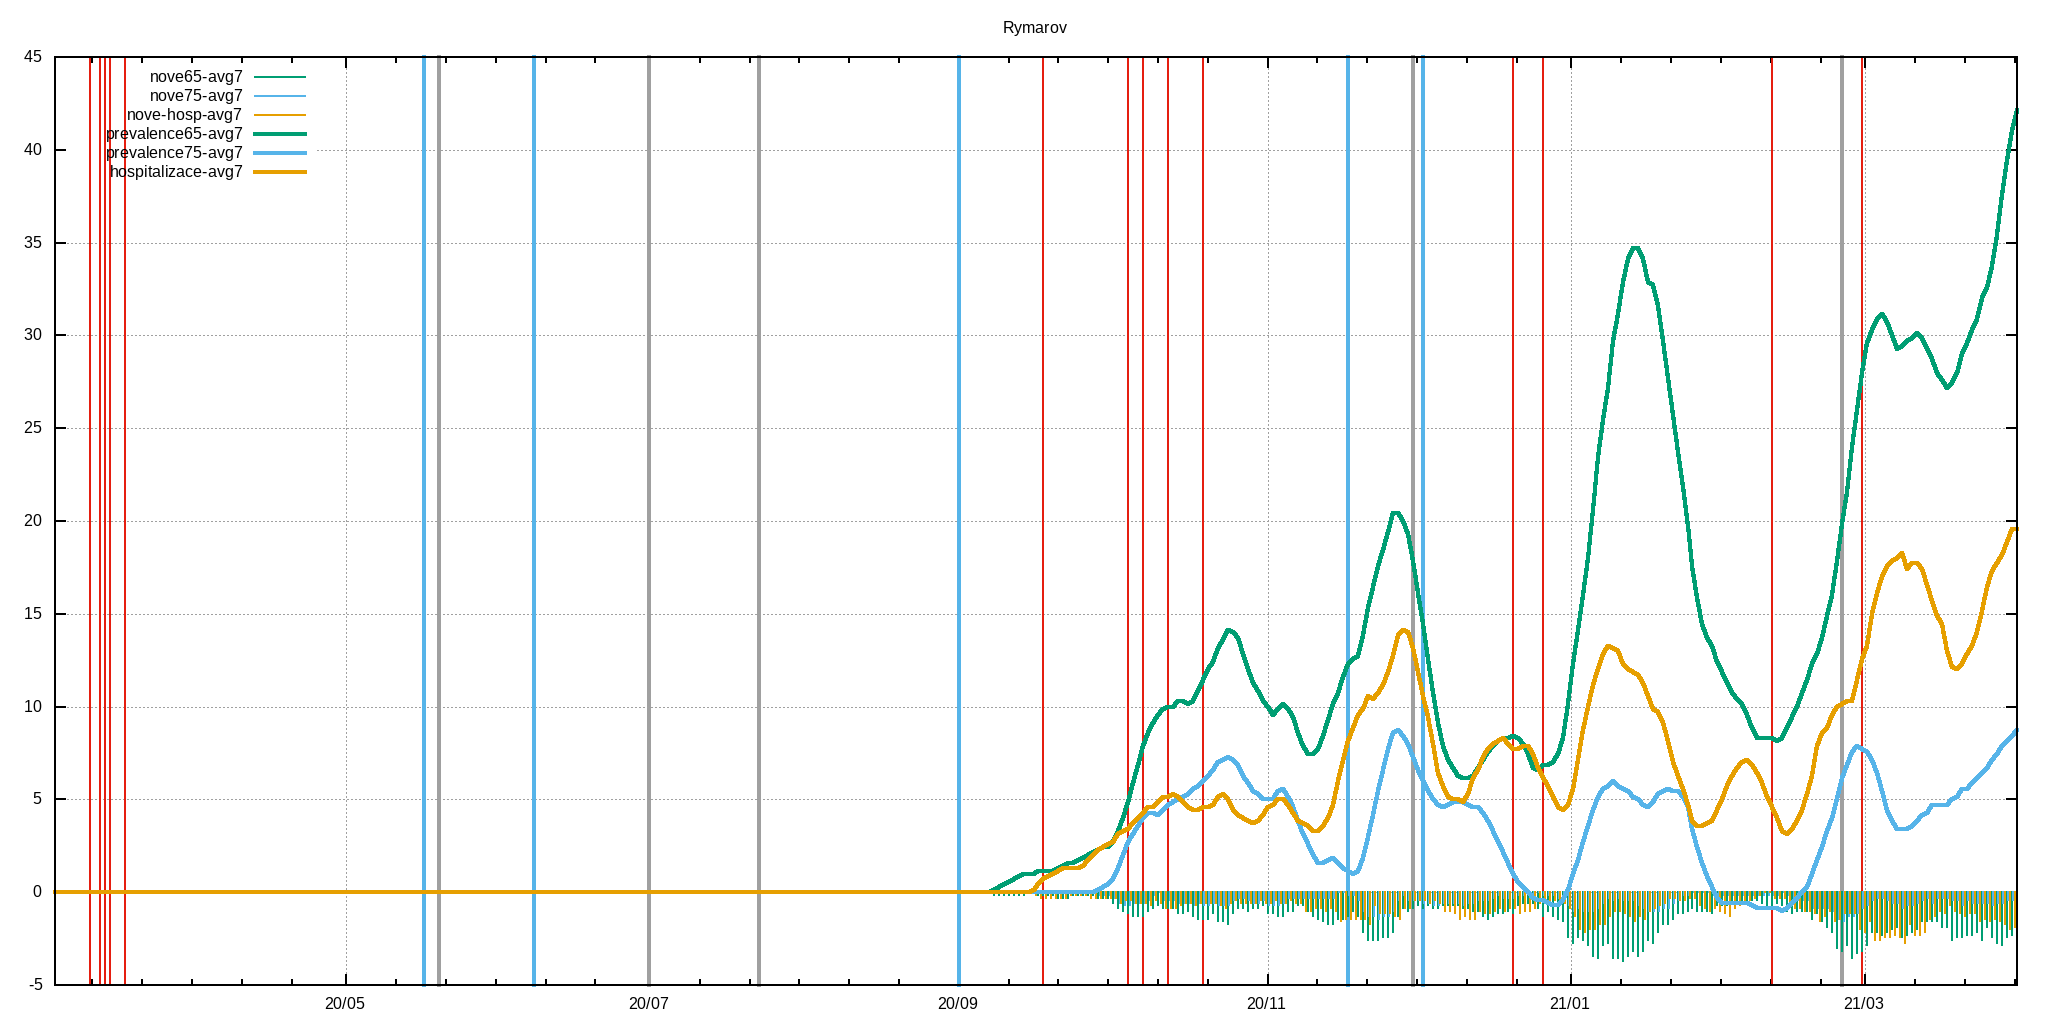 Rymarov
45
40
35
30
25
20
15
10
5
0
-5
nove65-avg7
nove75-avg7
nove-hosp-avg7
prevalence65-avg7
prevalence75-avg7
hospitalizace-avg7
20/05 20/07 20/09 20/11 21/01 21/03